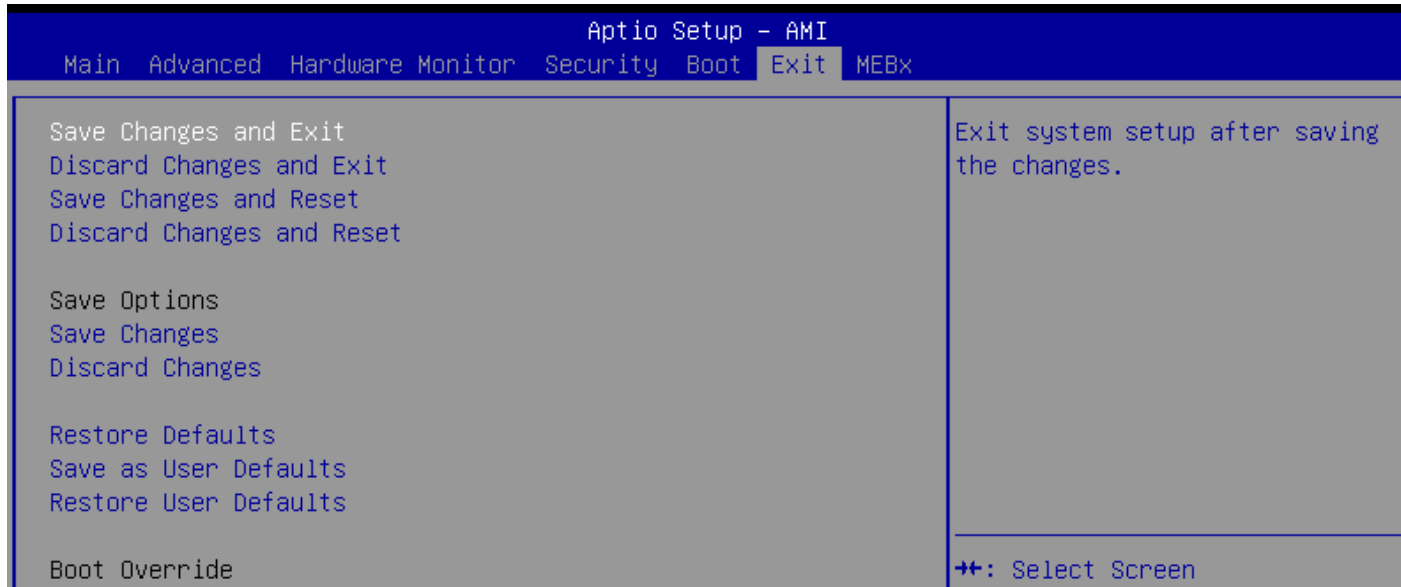 Aptio Setup – AMI
Main Advanced Hardware Monitor Security Boot Exit MEBx
Save Changes and Exit
Discard Changes and Exit
Save Changes and Reset
Discard Changes and Reset
Save Options
Save Changes
Discard Changes
Restore Defaults
Save as User Defaults
Restore User Defaults
Boot Override
Exit system setup after saving
the changes.
→←: Select Screen